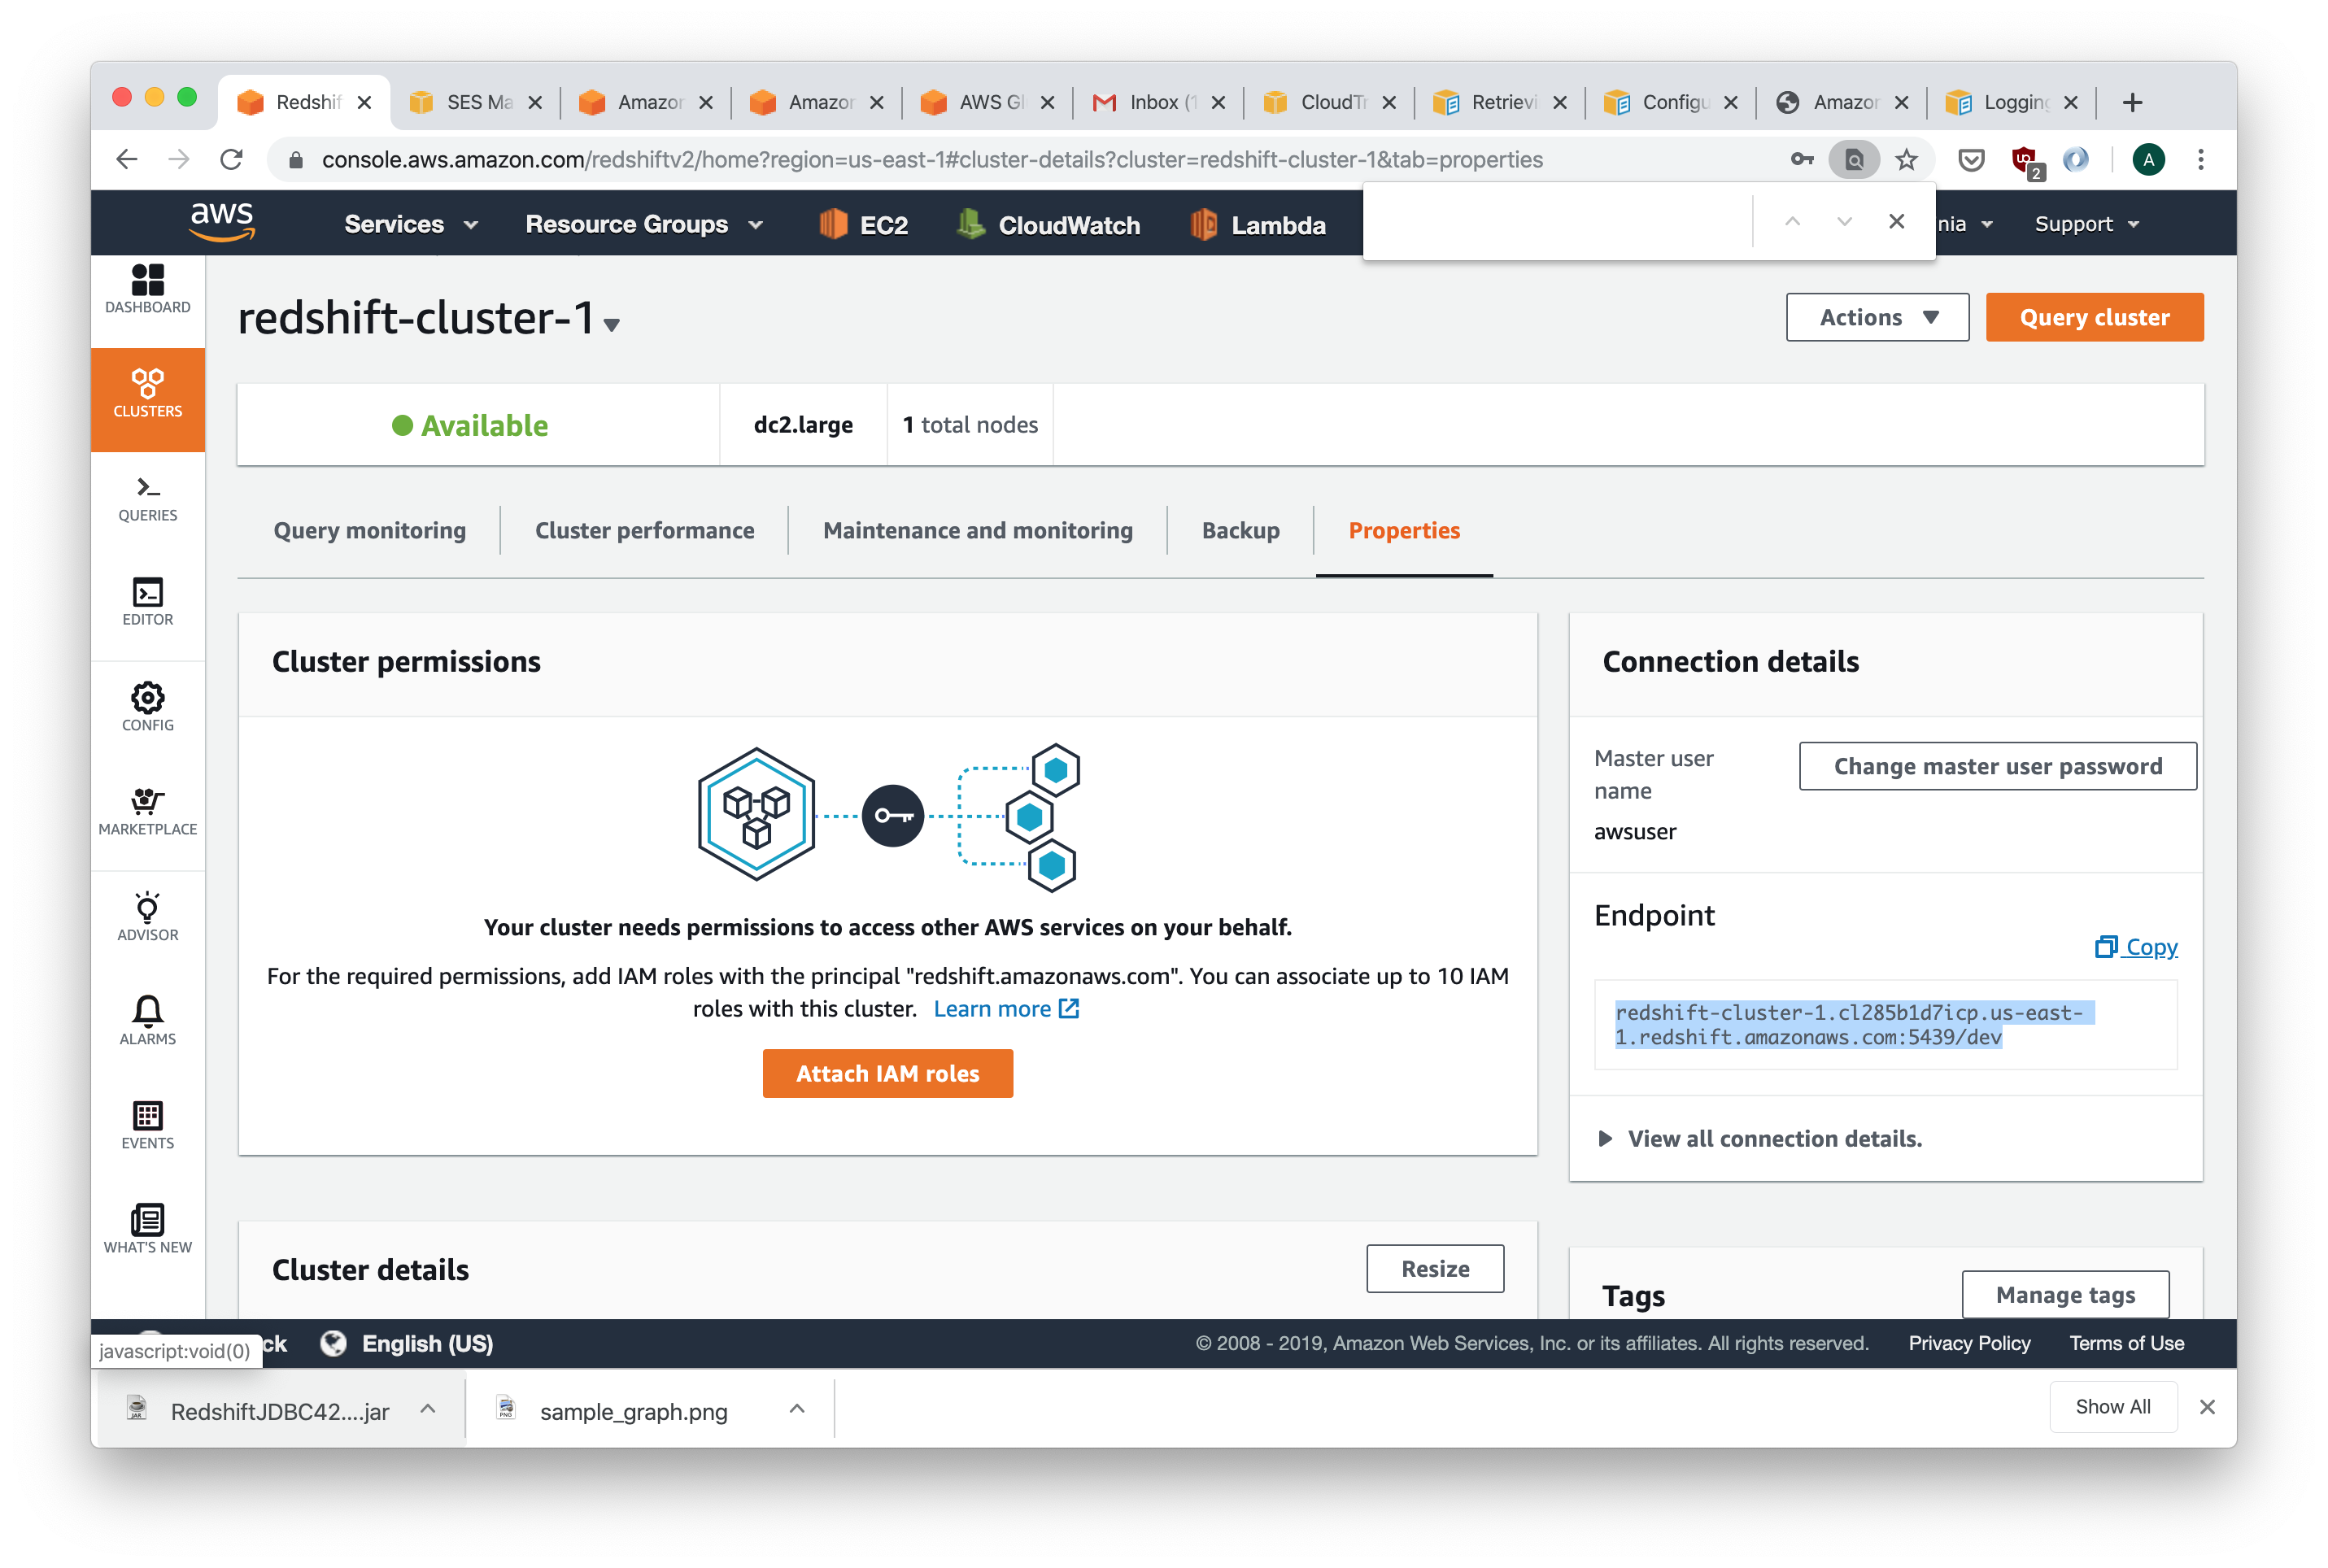 Redshif
SES Ma
Amazor
Amazor
AWS Gl
Inbox (1
CloudTr
Retrievi
Configu
Amazor
Logging
console.aws.amazon.com/redshiftv2/home?region=us-east-1#cluster-details?cluster=redshift-cluster-1&tab=properties
2
A
aws
Services
Resource Groups
EC2
CloudWatch
Lambda
nia
Support
DASHBOARD
CLUSTERS
QUERIES
EDITOR
CONFIG
MARKETPLACE
ADVISOR
ALARMS
EVENTS
WHAT'S NEW
redshift-cluster-1
Actions
Query cluster
Available
dc2.large
1 total nodes
Query monitoring
Cluster performance
Maintenance and monitoring
Backup
Properties
Cluster permissions
Your cluster needs permissions to access other AWS services on your behalf.
For the required permissions, add IAM roles with the principal "redshift.amazonaws.com". You can associate up to 10 IAM
roles with this cluster. Learn more
Attach IAM roles
Connection details
Master user
name
awsuser
Change master user password
Endpoint
Copy
redshift-cluster-1.cl285b1d7icp.us-east-
1.redshift.amazonaws.com:5439/dev
View all connection details.
Cluster details
Resize
Tags
Manage tags
javascript:void(0)
ck
English (US)
© 2008 - 2019, Amazon Web Services, Inc. or its affiliates. All rights reserved.
Privacy Policy
Terms of Use
JAR
RedshiftJDBC42....jar
PNG
sample_graph.png
Show All